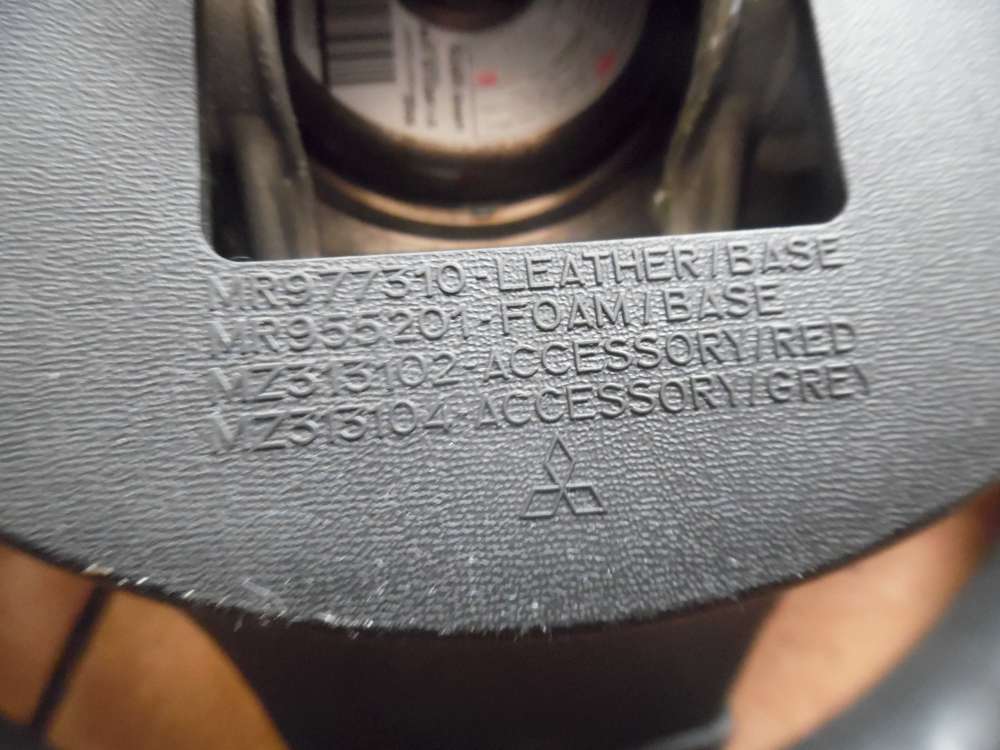 MR977310-LEATHER/BASE
MR955201-FOAM/BASE
MZ313102-ACCESSORY/RED
MZ313104-ACCESSORY/GREY